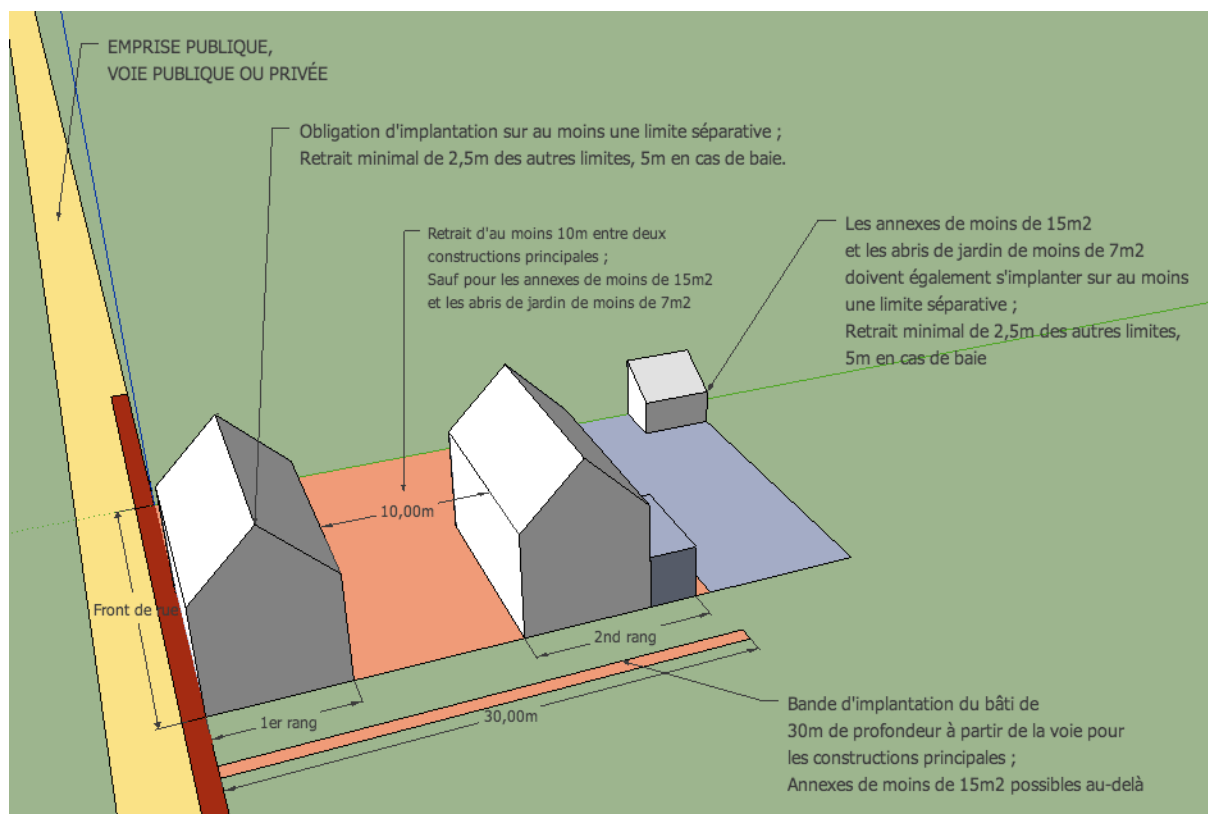 EMPRISE PUBLIQUE,
VOIE PUBLIQUE OU PRIVÉE
Obligation d'implantation sur au moins une limite séparative ;
Retrait minimal de 2,5m des autres limites, 5m en cas de baie.
Retrait d'au moins 10m entre deux
constructions principales ;
Sauf pour les annexes de moins de 15m2
et les abris de jardin de moins de 7m2
Les annexes de moins de 15m2
et les abris de jardin de moins de 7m2
doivent également s'implanter sur au moins
une limite séparative ;
Retrait minimal de 2,5m des autres limites,
5m en cas de baie
10,00m
Front de rue
2nd rang
1er rang
30,00m
Bande d'implantation du bâti de
30m de profondeur à partir de la voie pour
les constructions principales ;
Annexes de moins de 15m2 possibles au-delà